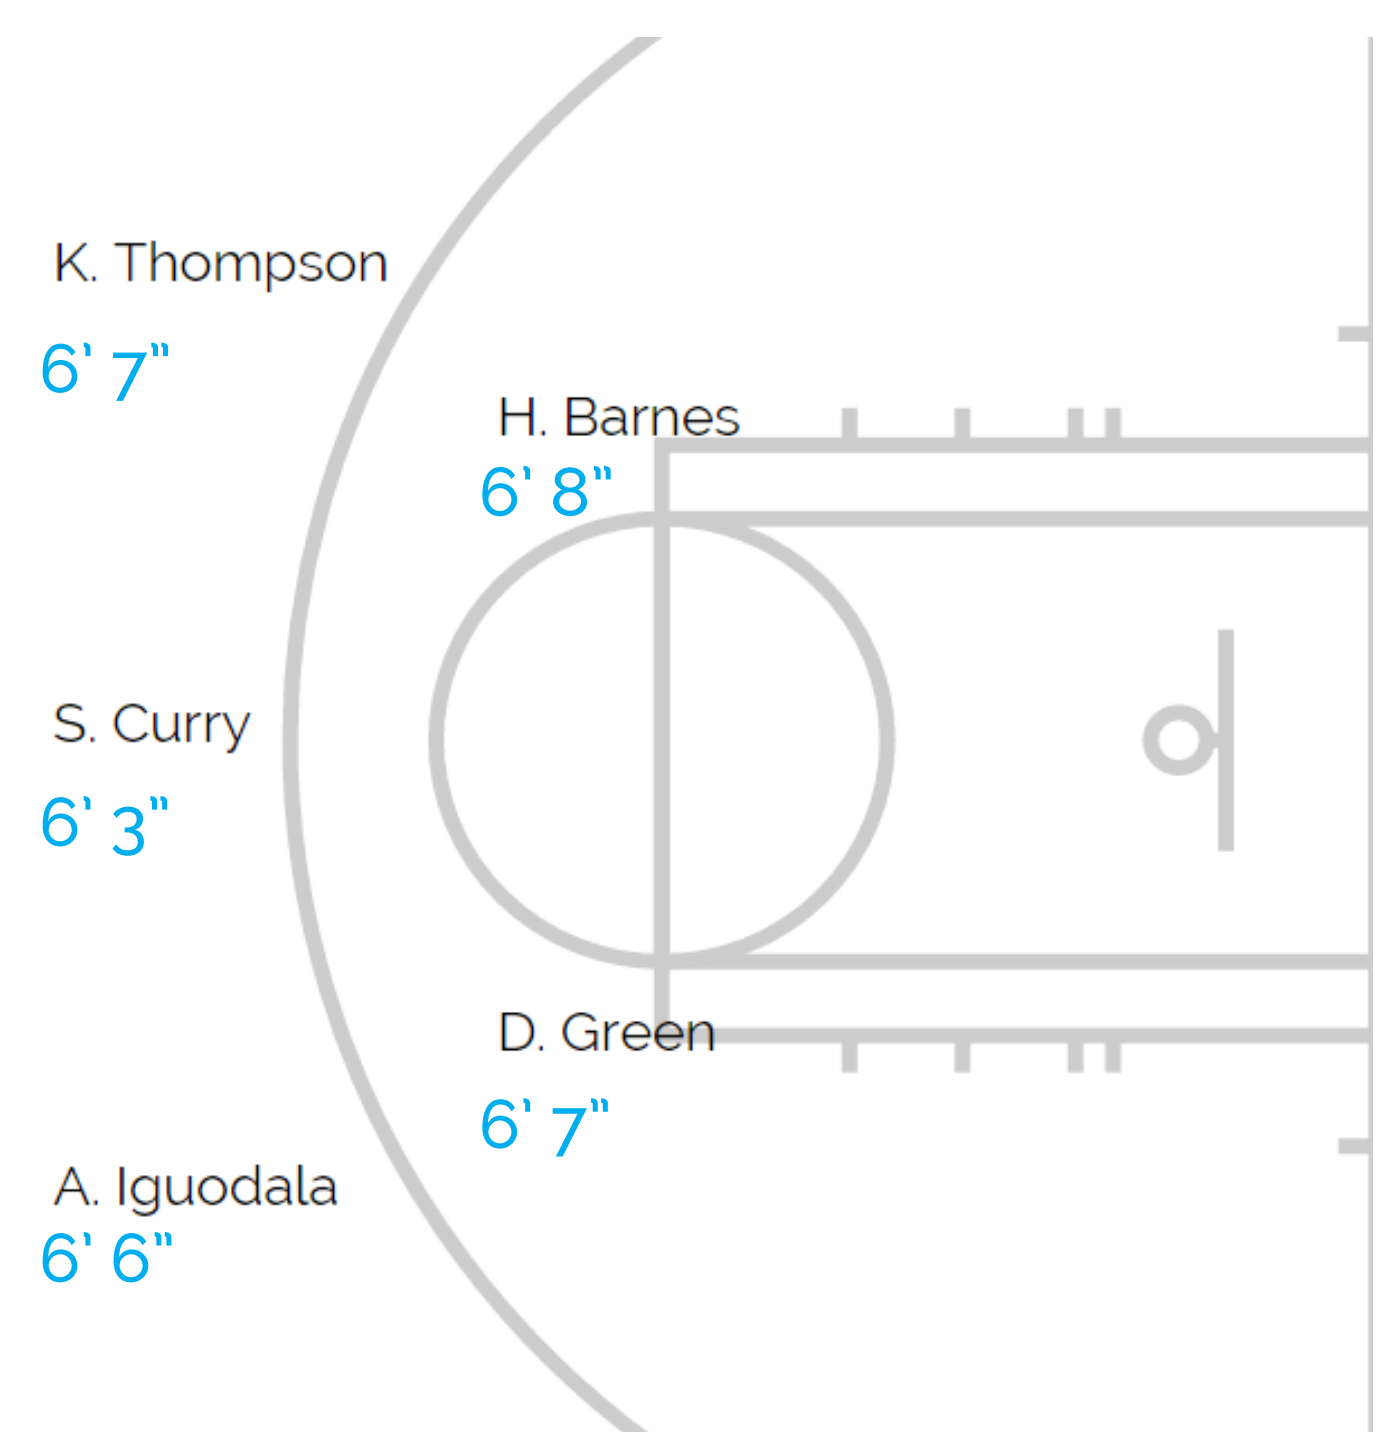 K. Thompson
6' 7"
H. Barnes
6' 8"
S. Curry
6' 3"
D. Green
6' 7"
A. Iguodala
6' 6"